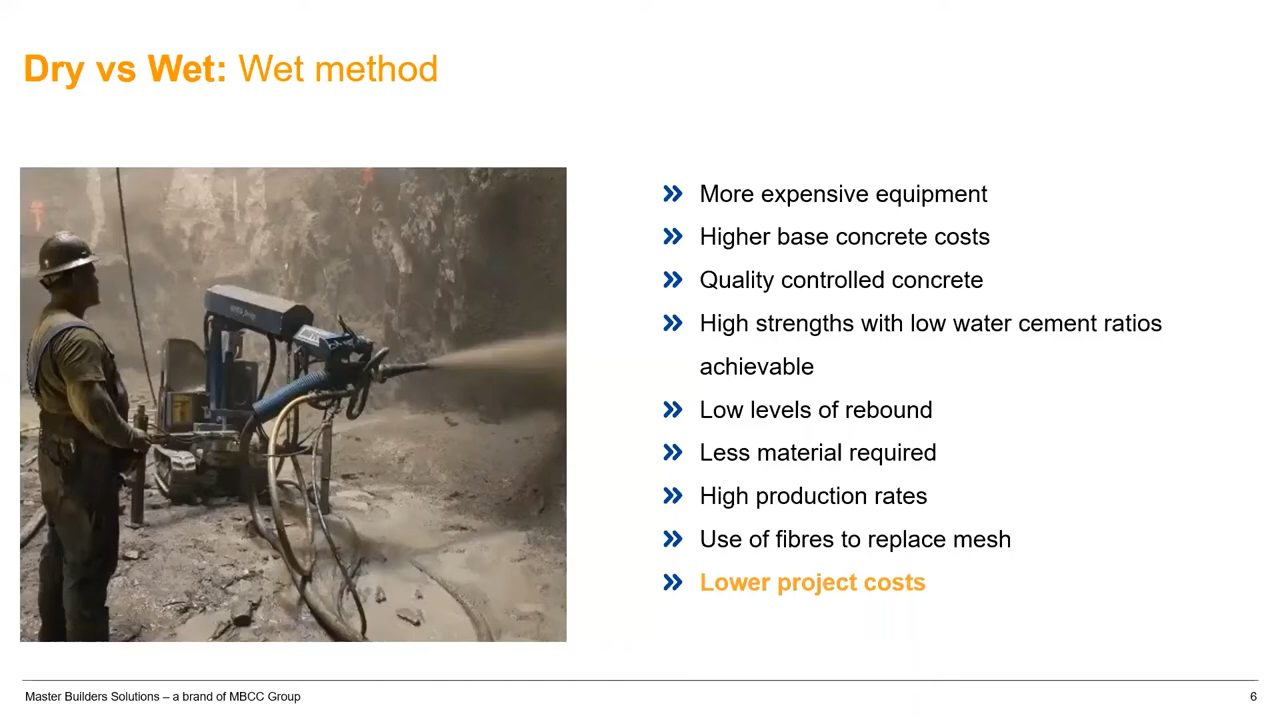 Dry vs Wet: Wet method
More expensive equipment
Higher base concrete costs
Quality controlled concrete
High strengths with low water cement ratios
achievable
Low levels of rebound
Less material required
High production rates
Use of fibres to replace mesh
Lower project costs
Master Builders Solutions – a brand of MBCC Group
6